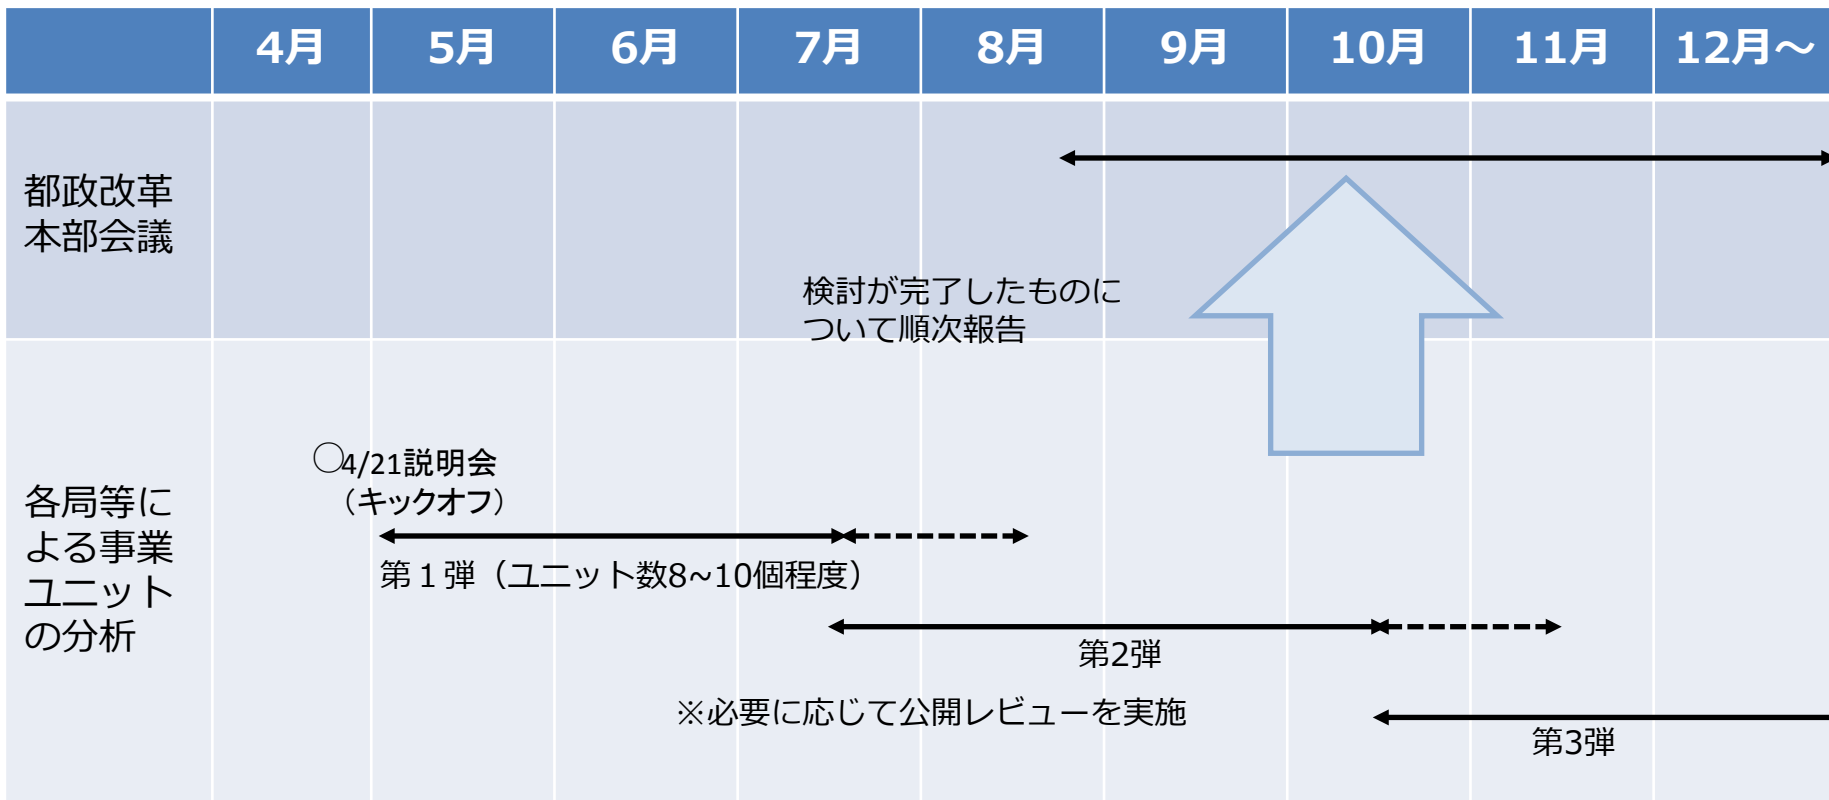 4月 5月 6月 7月 8月 9月 10月 11月 12月～
都政改革
本部会議
検討が完了したものに
ついて順次報告
各局等に
よる事業
ユニット
の分析
○4/21説明会
（キックオフ）
第１弾（ユニット数8~10個程度）
第2弾
※必要に応じて公開レビューを実施
第3弾